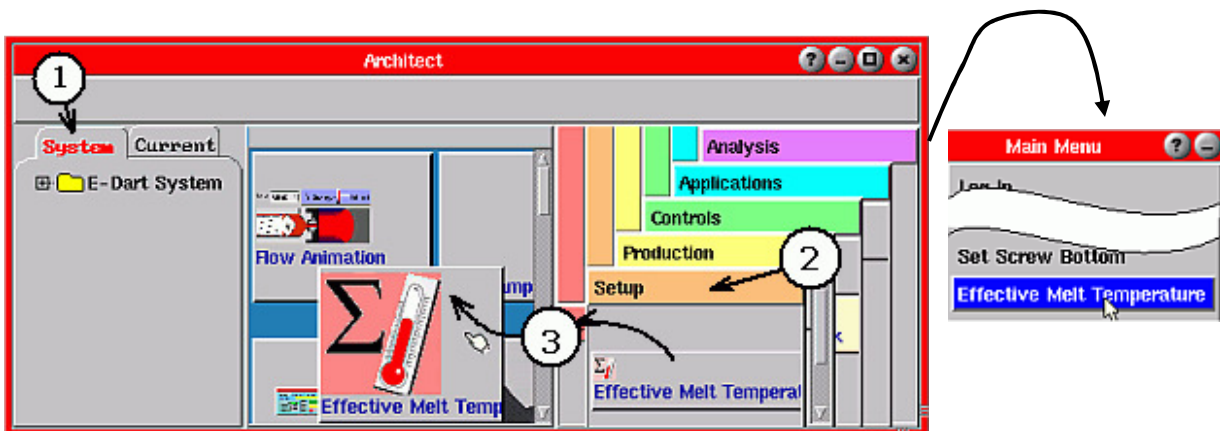 Architect
1
System Current
E-Dart System
Flow Animation
Effective Melt Temp
Analysis
Applications
Controls
Production
Setup
2
3
Effective Melt Temperat
Main Menu
Log In
Set Screw Bottom
Effective Melt Temperature